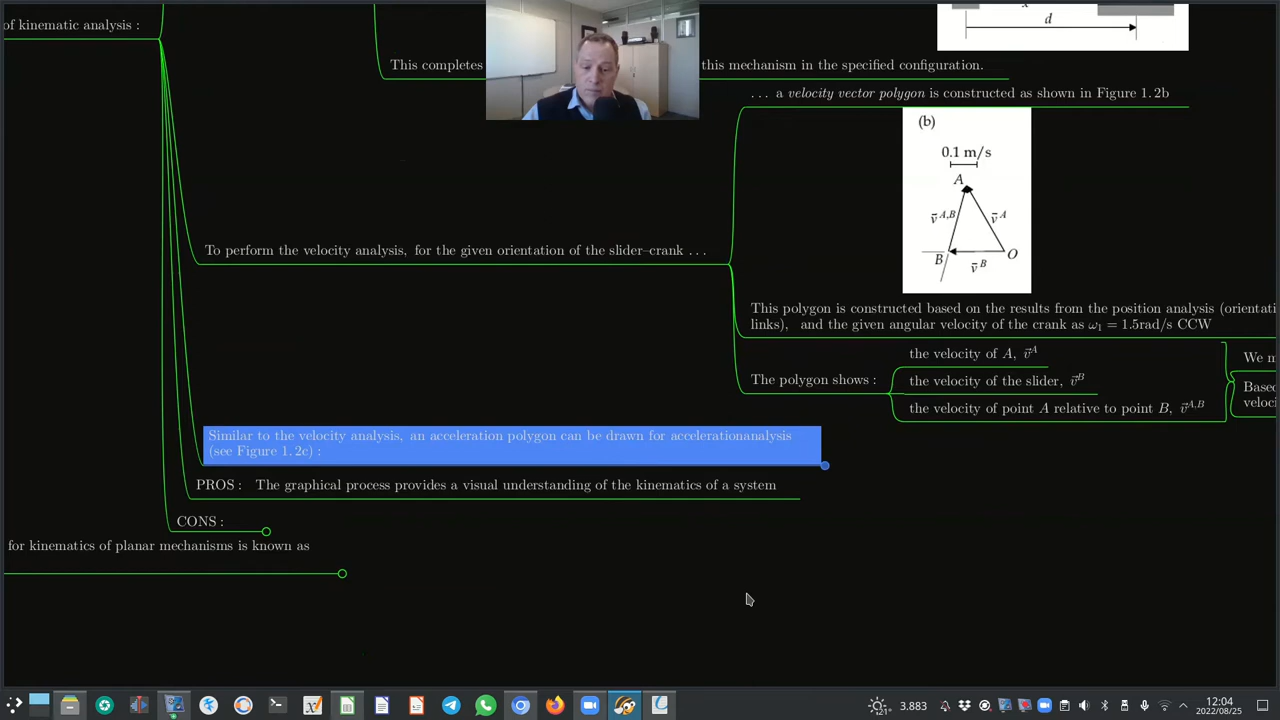 of kinematic analysis :
d
This completes
this mechanism in the specified configuration.
. . . a velocity vector polygon is constructed as shown in Figure 1.2b
(b)
0.1 m/s
A
v̄ A,B
v̄ A
B
O
v̄ B
To perform the velocity analysis, for the given orientation of the slider–crank . . .
This polygon is constructed based on the results from the position analysis
links), and the given angular velocity of the crank as ω₁ = 1.5rad/s CCW
The polygon shows :
the velocity of A, v⃗^A
the velocity of the slider, v⃗^B
the velocity of point A relative to point B, v⃗^A,B
We
Similar to the velocity analysis, an acceleration polygon can be drawn for accelerationanalysis
(see Figure 1.2c) :
PROS : The graphical process provides a visual understanding of the kinematics of a system
CONS :
for kinematics of planar mechanisms is known as
21°
3.883
12:04
2022/08/25